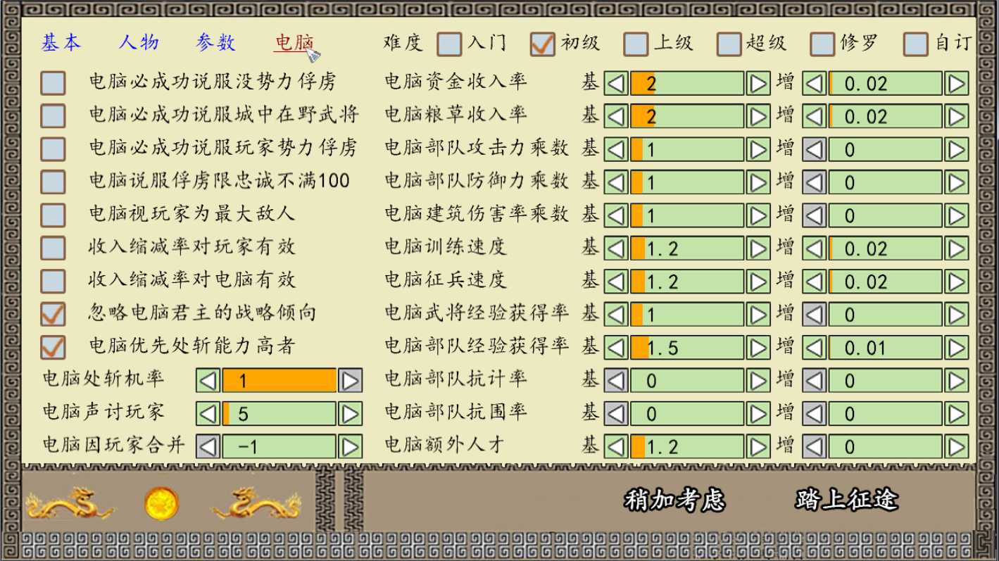 基本 人物 参数 电脑 难度 入门 初级 上级 超级 修罗 自订
电脑必成功说服没势力俘虏 电脑资金收入率 基 2 增 0.02
电脑必成功说服城中在野武将 电脑粮草收入率 基 2 增 0.02
电脑必成功说服玩家势力俘虏 电脑部队攻击力乘数 基 1 增 0
电脑说服俘虏限忠诚不满100 电脑部队防御力乘数 基 1 增 0
电脑视玩家为最大敌人 电脑建筑伤害率乘数 基 1 增 0
收入缩减率对玩家有效 电脑训练速度 基 1.2 增 0.02
收入缩减率对电脑有效 电脑征兵速度 基 1.2 增 0.02
忽略电脑君主的战略倾向 电脑武将经验获得率 基 1 增 0
电脑优先处斩能力高者 电脑部队经验获得率 基 1.5 增 0.01
电脑处斩机率 1 电脑部队抗计率 基 0 增 0
电脑声讨玩家 5 电脑部队抗围率 基 0 增 0
电脑因玩家合并 -1 电脑额外人才 基 1.2 增 0
稍加考虑 踏上征途